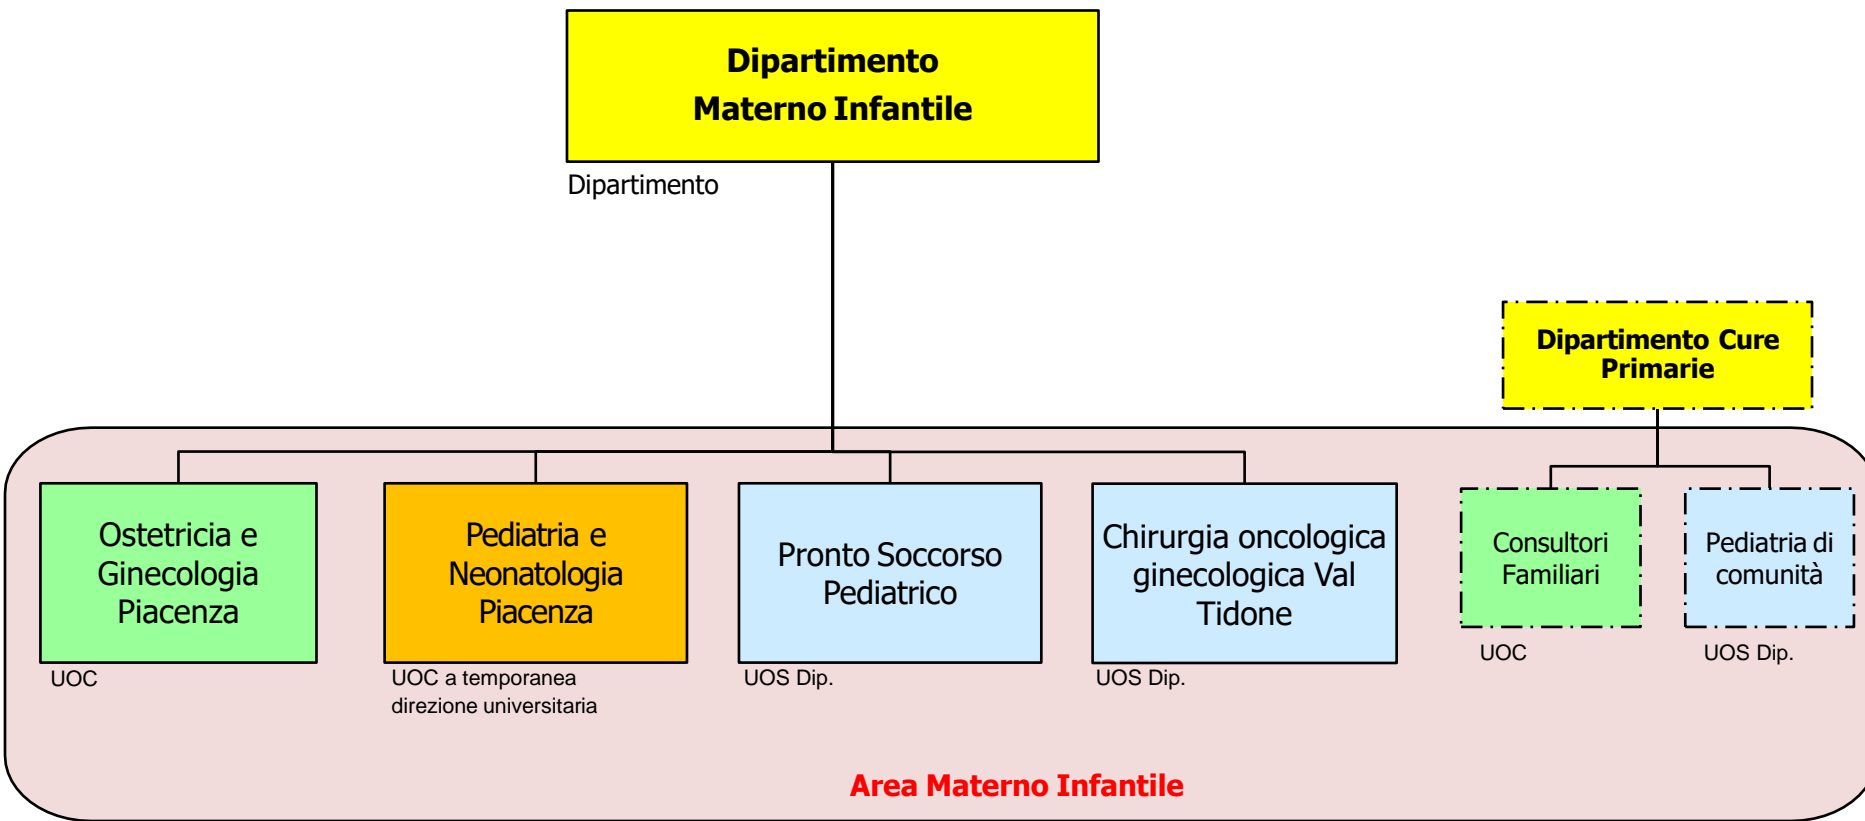 Dipartimento
Materno Infantile
Dipartimento
Dipartimento Cure
Primarie
Ostetricia e
Ginecologia
Piacenza
UOC
Pediatria e
Neonatologia
Piacenza
UOC a temporanea
direzione universitaria
Pronto Soccorso
Pediatrico
UOS Dip.
Chirurgia oncologica
ginecologica Val
Tidone
UOS Dip.
Consultori
Familiari
UOC
Pediatria di
comunità
UOS Dip.
Area Materno Infantile